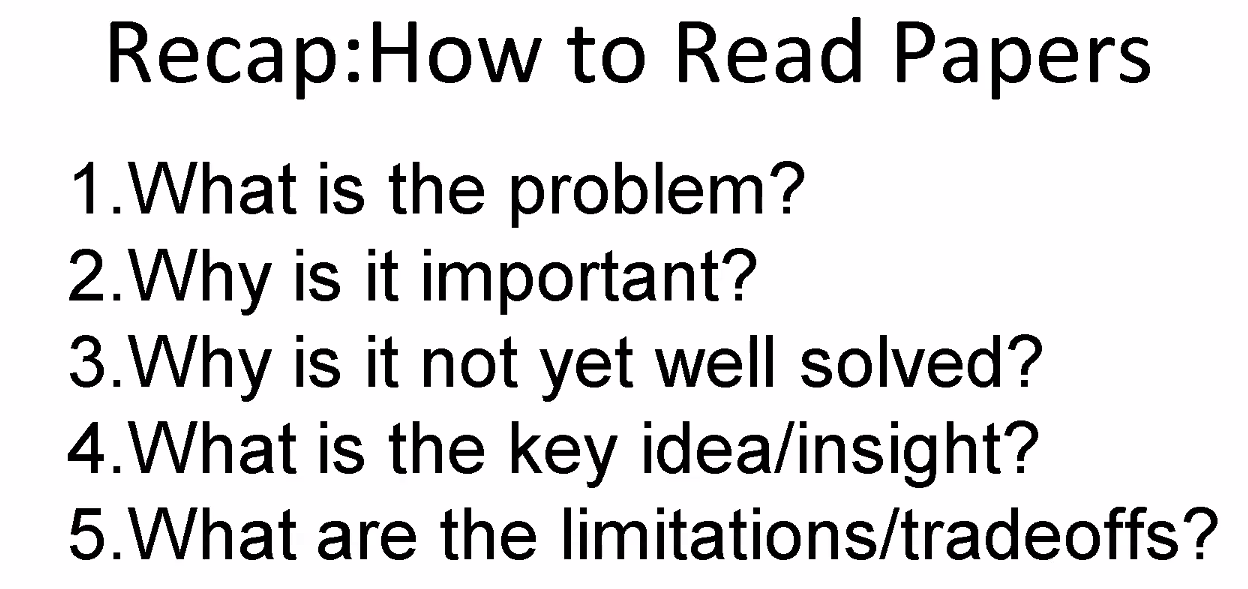 Recap:How to Read Papers
1.What is the problem?
2.Why is it important?
3.Why is it not yet well solved?
4.What is the key idea/insight?
5.What are the limitations/tradeoffs?